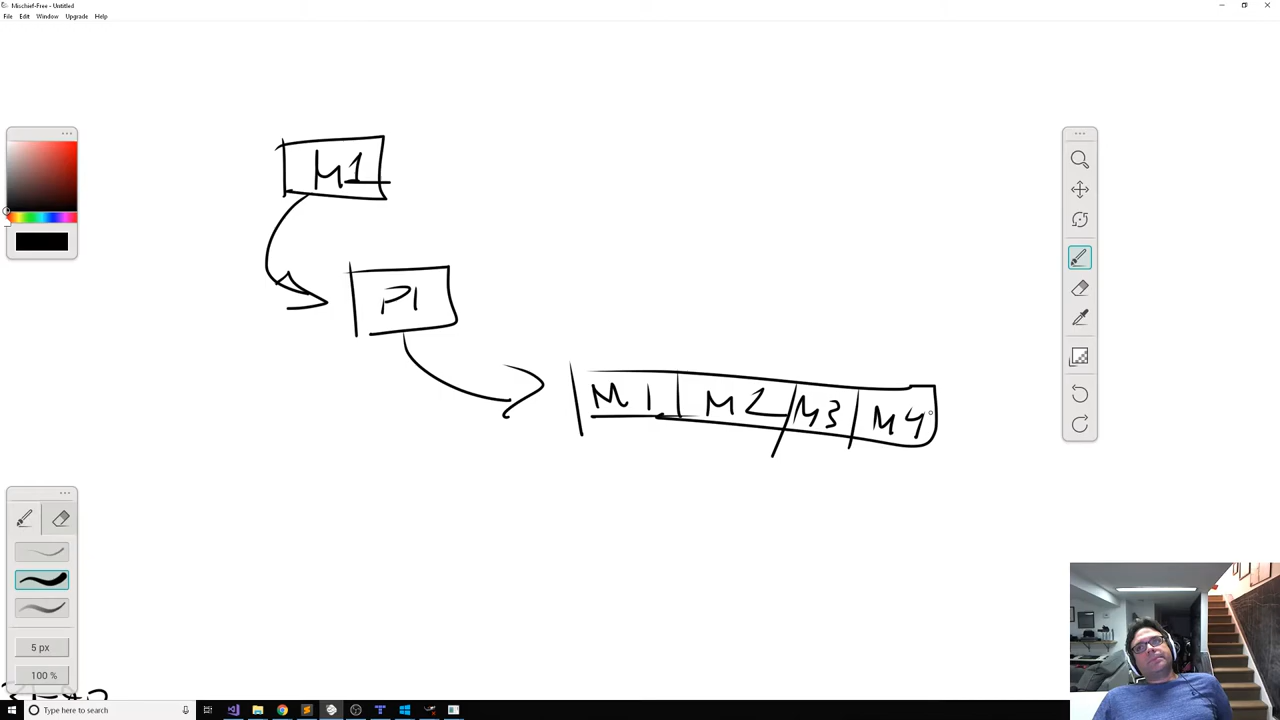 Mischief-Free - Untitled
File Edit Window Upgrade Help
M1
P1
M1 M2 M3 M4
5 px
100 %
Type here to search